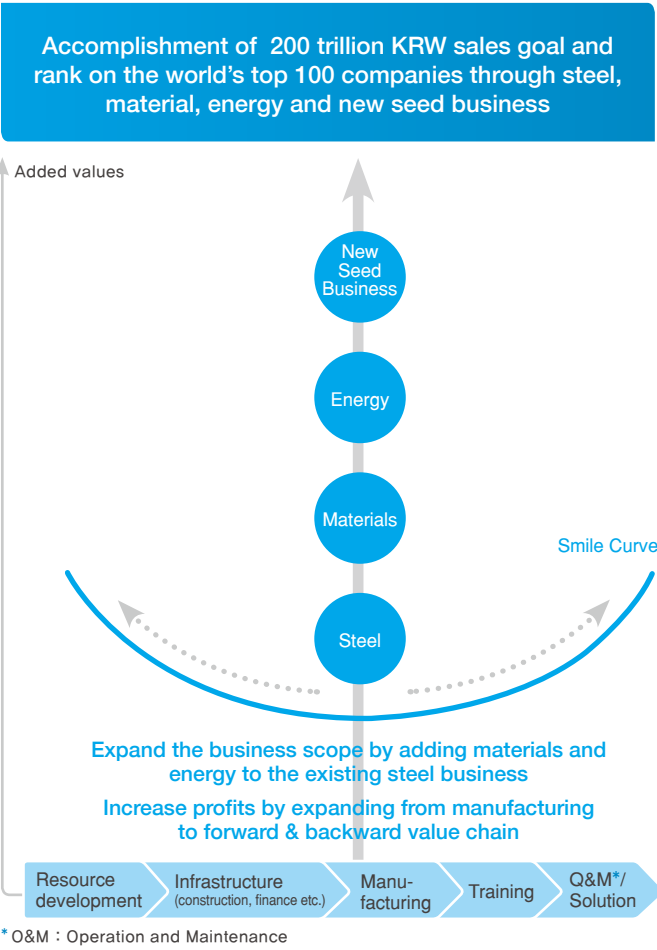 Accomplishment of 200 trillion KRW sales goal and
rank on the world's top 100 companies through steel,
material, energy and new seed business
Added values
New
Seed
Business
Energy
Materials
Smile Curve
Steel
Expand the business scope by adding materials and
energy to the existing steel business
Increase profits by expanding from manufacturing
to forward & backward value chain
Resource
development
Infrastructure
(construction, finance etc.)
Manu-
facturing
Training
Q&M*/
Solution
* O&M : Operation and Maintenance